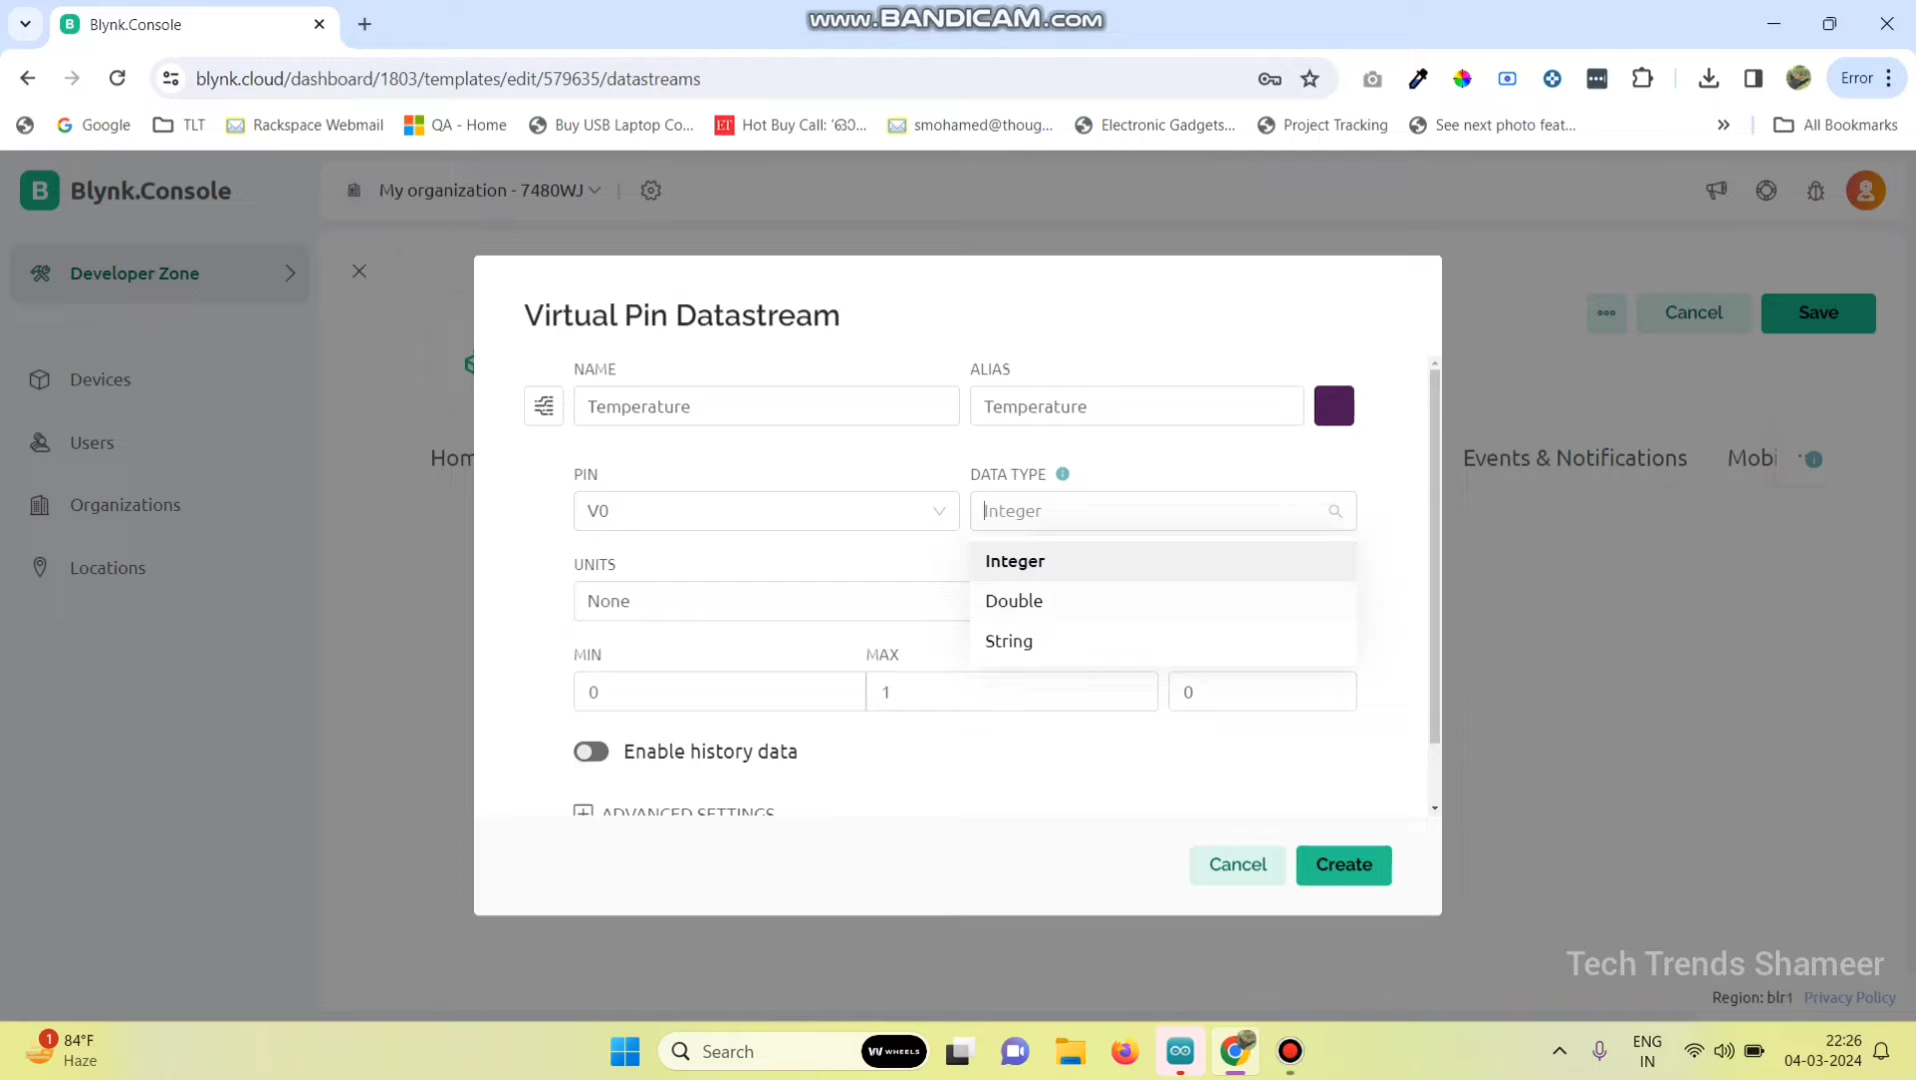 www.BANDICAM.com
B Blynk.Console
blynk.cloud/dashboard/1803/templates/edit/579635/datastreams
Error
Google
TLT
Rackspace Webmail
QA - Home
Buy USB Laptop Co...
ET Hot Buy Call: 
smohamed@thoug...
Electronic Gadgets...
Project Tracking
See next photo feat...
All Bookmarks
B Blynk.Console
My organization - 7480WJ
Developer Zone
Cancel
Save
Devices
Users
Organizations
Locations
Hom
Events & Notifications
Mobi
Virtual Pin Datastream
NAME
ALIAS
Temperature
Temperature
PIN
DATA TYPE
V0
Integer
Integer
Double
String
UNITS
None
MIN
MAX
0
1
0
Enable history data
ADVANCED SETTINGS
Cancel
Create
Tech Trends Shameer
Region: blr1 Privacy Policy
1
84°F
Haze
Search
WHEELS
ENG
IN
22:26
04-03-2024